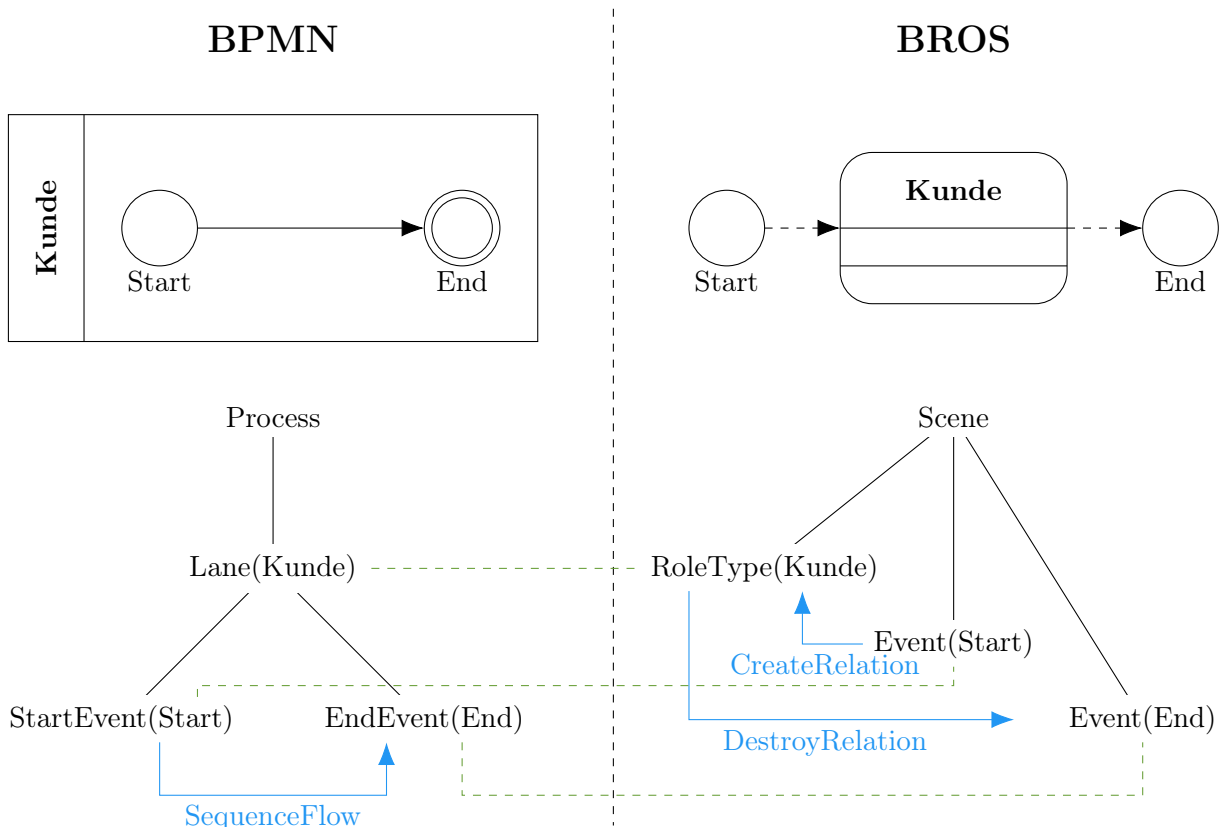 BPMN
BROS
Kunde
Start
End
Kunde
Start
End
Process
Lane(Kunde)
StartEvent(Start)
EndEvent(End)
SequenceFlow
Scene
RoleType(Kunde)
Event(Start)
CreateRelation
Event(End)
DestroyRelation